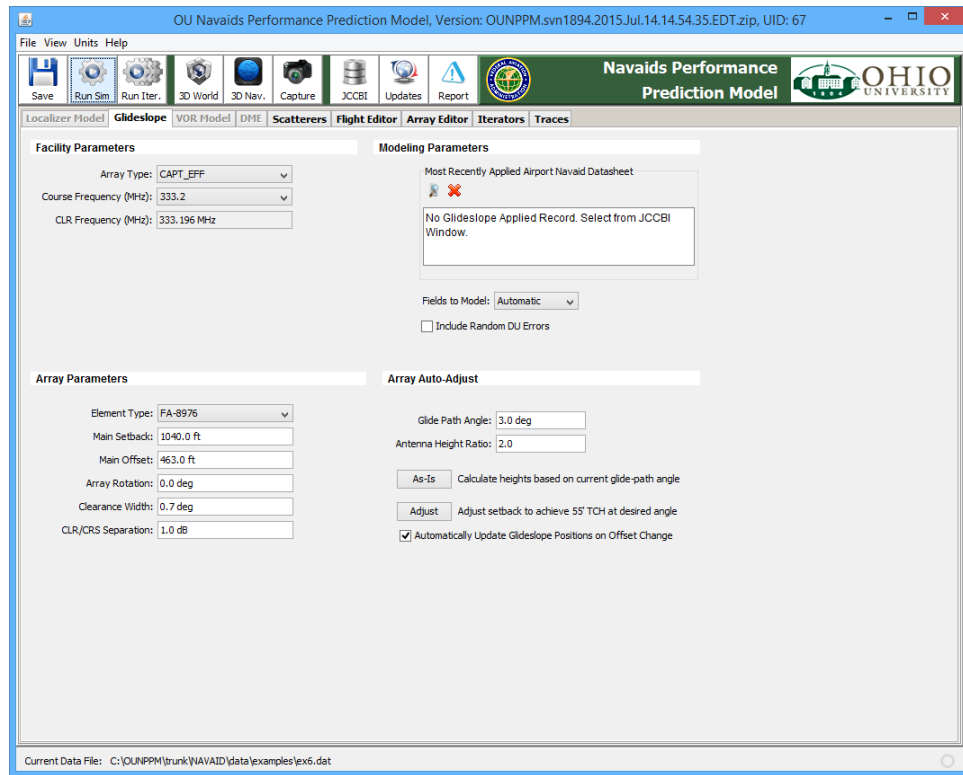 OU Navaids Performance Prediction Model, Version: OUNPPM.svn1894.2015.Jul.14.14.54.35.EDT.zip, UID: 67
File View Units Help
Save Run Sim Run Iter. 3D World 3D Nav. Capture JCCBI Updates Report
Navaids Performance
Prediction Model
OHIO
UNIVERSITY
1804
Localizer Model Glideslope VOR Model DME Scatterers Flight Editor Array Editor Iterators Traces
Facility Parameters
Array Type: CAPT_EFF
Course Frequency (MHz): 333.2
CLR Frequency (MHz): 333.196 MHz
Modeling Parameters
Most Recently Applied Airport Navaid Datasheet
No Glideslope Applied Record. Select from JCCBI
Window.
Fields to Model: Automatic
Include Random DU Errors
Array Parameters
Element Type: FA-8976
Main Setback: 1040.0 ft
Main Offset: 463.0 ft
Array Rotation: 0.0 deg
Clearance Width: 0.7 deg
CLR/CRS Separation: 1.0 dB
Array Auto-Adjust
Glide Path Angle: 3.0 deg
Antenna Height Ratio: 2.0
As-Is Calculate heights based on current glide-path angle
Adjust Adjust setback to achieve 55' TCH at desired angle
Automatically Update Glideslope Positions on Offset Change
Current Data File: C:\OUNPPM\trunk\NAVAID\data\examples\ex6.dat